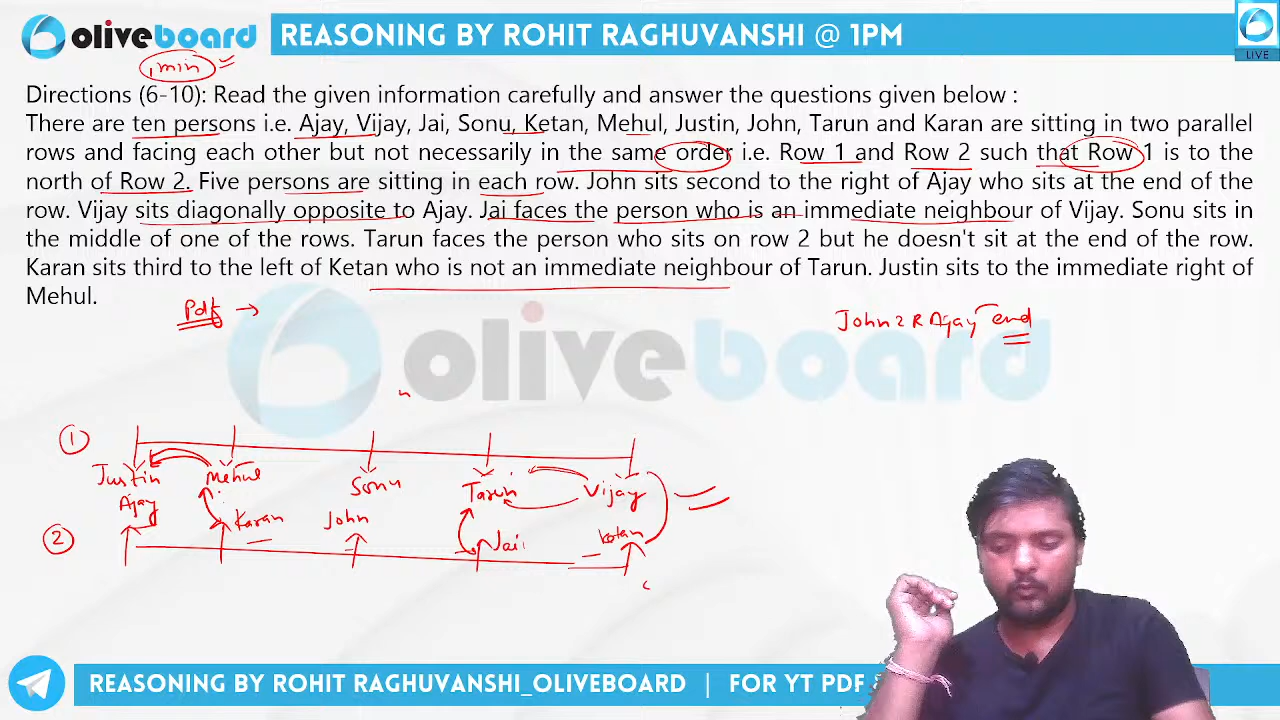 oliveboard REASONING BY ROHIT RAGHUVANSHI @ 1PM
LIVE
min
Directions (6-10): Read the given information carefully and answer the questions given below :
There are ten persons i.e. Ajay, Vijay, Jai, Sonu, Ketan, Mehul, Justin, John, Tarun and Karan are sitting in two parallel
rows and facing each other but not necessarily in the same order i.e. Row 1 and Row 2 such that Row 1 is to the
north of Row 2. Five persons are sitting in each row. John sits second to the right of Ajay who sits at the end of the
row. Vijay sits diagonally opposite to Ajay. Jai faces the person who is an immediate neighbour of Vijay. Sonu sits in
the middle of one of the rows. Tarun faces the person who sits on row 2 but he doesn't sit at the end of the row.
Karan sits third to the left of Ketan who is not an immediate neighbour of Tarun. Justin sits to the immediate right of
Mehul.
Pdf →
John 2 R Ajay end
oliveboard
1
Justin Mehul Sonu Tarun Vijay
Ajay Karan John Jai Ketan
2
REASONING BY ROHIT RAGHUVANSHI_OLIVEBOARD | FOR YT PDF